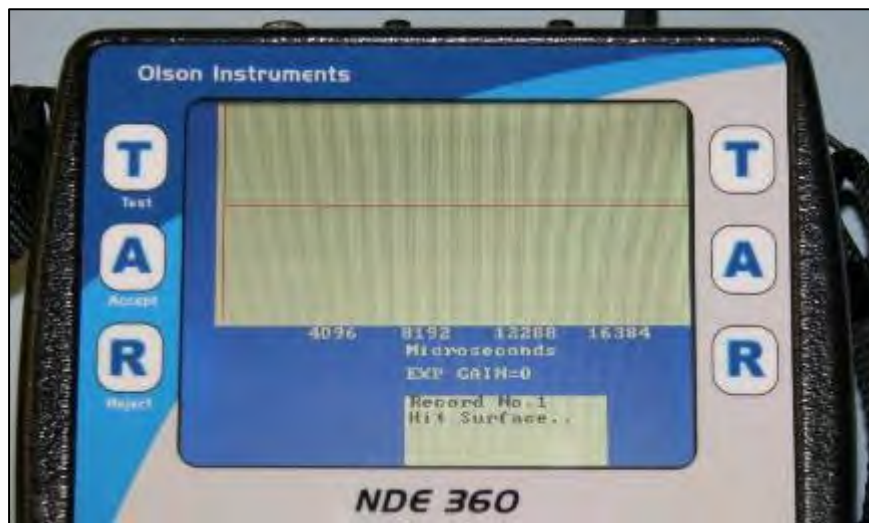 Olson Instruments
T
Test
A
Accept
R
Reject
T
A
R
4096 8192 12288 16384
Microseconds
EXP GAIN=0
Record No.1
Hit Surface..
NDE 360